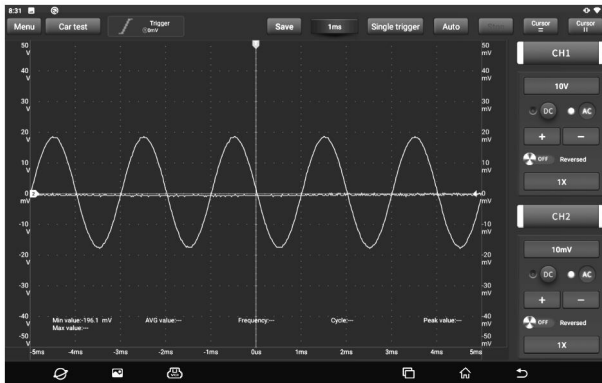 8:31
Menu Car test Trigger 0mV Save 1ms Single trigger Auto Cursor Cursor
50 V 50 mV
40 V 40 mV
30 V 30 mV
20 V 20 mV
10 V 10 mV
0 mV 0 mV
-10 V -10 mV
-20 V -20 mV
-30 V -30 mV
-40 V -40 mV
-50 V -50 mV
Min value:-196.1 mV AVG value:--- Frequency:--- Cycle:--- Peak value:---
Max value:---
-5ms -4ms -3ms -2ms -1ms 0us 1ms 2ms 3ms 4ms 5ms
CH1
10V
DC AC
+ −
OFF Reversed
1X
CH2
10mV
DC AC
+ −
OFF Reversed
1X